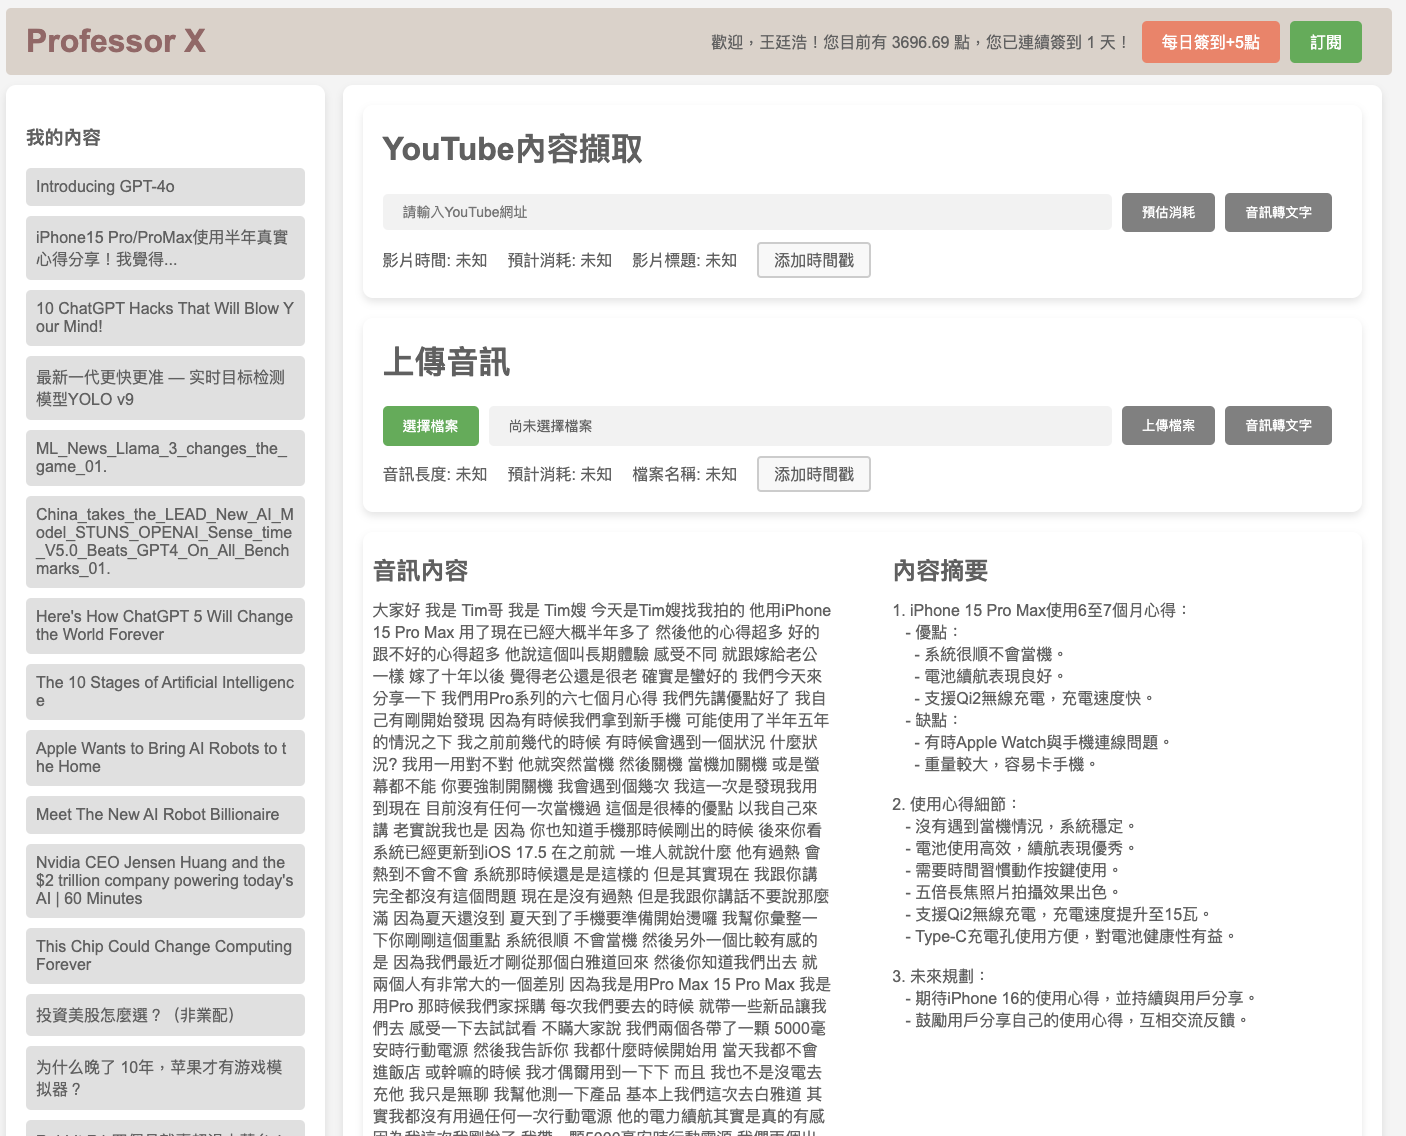 Professor X
歡迎，王廷浩！您目前有 3696.69 點，您已連續簽到 1 天！
每日簽到+5點
訂閱
我的內容
Introducing GPT-4o
iPhone15 Pro/ProMax使用半年真實
心得分享！我覺得...
10 ChatGPT Hacks That Will Blow Y
our Mind!
最新一代更快更准 — 实时目标检测
模型YOLO v9
ML_News_Llama_3_changes_the_
game_01.
China_takes_the_LEAD_New_AI_M
odel_STUNS_OPENAI_Sense_time
_V5.0_Beats_GPT4_On_All_Bench
marks_01.
Here's How ChatGPT 5 Will Change
the World Forever
The 10 Stages of Artificial Intelligenc
e
Apple Wants to Bring AI Robots to t
he Home
Meet The New AI Robot Billionaire
Nvidia CEO Jensen Huang and the
$2 trillion company powering today's
AI | 60 Minutes
This Chip Could Change Computing
Forever
投資美股怎麼選？（非業配）
为什么晚了 10年，苹果才有游戏模
拟器？
YouTube內容擷取
請輸入YouTube網址
預估消耗
音訊轉文字
影片時間: 未知
預計消耗: 未知
影片標題: 未知
添加時間戳
上傳音訊
選擇檔案
尚未選擇檔案
上傳檔案
音訊轉文字
音訊長度: 未知
預計消耗: 未知
檔案名稱: 未知
添加時間戳
音訊內容
大家好 我是 Tim哥 我是 Tim嫂 今天是Tim嫂找我拍的 他用iPhone
15 Pro Max 用了現在已經大概半年多了 然後他的心得超多 好的
跟不好的心得超多 他說這個叫長期體驗 感受不同 就跟嫁給老公
一樣 嫁了十年以後 覺得老公還是很老 確實是蠻好的 我們今天來
分享一下 我們用Pro系列的六七個月心得 我們先講優點好了 我自
己有剛開始發現 因為有時候我們拿到新手機 可能使用了半年五年
的情況之下 我之前前幾代的時候 有時候會遇到一個狀況 什麼狀
況? 我用一用對不對 他就突然當機 然後關機 當機加關機 或是螢
幕都不能 你要強制開關機 我會遇到個幾次 我這一次是發現我用
到現在 目前沒有任何一次當機過 這個是很棒的優點 以我自己來
講 老實說我也是 因為 你也知道手機那時候剛出的時候 後來你看
系統已經更新到iOS 17.5 在之前就 一堆人就說什麼 他有過熱 會
熱到不會不會 系統那時候還是是這樣的 但是其實現在 我跟你講
完全都沒有這個問題 現在是沒有過熱 但是我跟你講話不要說那麼
滿 因為夏天還沒到 夏天到了手機要準備開始燙囉 我幫你彙整一
下你剛剛這個重點 系統很順 不會當機 然後另外一個比較有感的
是 因為我們最近才剛從那個白雅道回來 然後你知道我們出去 就
兩個人有非常大的一個差別 因為我是用Pro Max 15 Pro Max 我是
用Pro 那時候我們家採購 每次我們要去的時候 就帶一些新品讓我
們去 感受一下去試試看 不瞞大家說 我們兩個各帶了一顆 5000毫
安時行動電源 然後我告訴你 我都什麼時候開始用 當天我都不會
進飯店 或幹嘛的時候 我才偶爾用到一下下 而且 我也不是沒電去
充他 我只是無聊 我幫他測一下產品 基本上我們這次去白雅道 其
實我都沒有用過任何一次行動電源 他的電力續航其實是真的有感
內容摘要
1. iPhone 15 Pro Max使用6至7個月心得：
- 優點：
- 系統很順不會當機。
- 電池續航表現良好。
- 支援Qi2無線充電，充電速度快。
- 缺點：
- 有時Apple Watch與手機連線問題。
- 重量較大，容易卡手機。
2. 使用心得細節：
- 沒有遇到當機情況，系統穩定。
- 電池使用高效，續航表現優秀。
- 需要時間習慣動作按鍵使用。
- 五倍長焦照片拍攝效果出色。
- 支援Qi2無線充電，充電速度提升至15瓦。
- Type-C充電孔使用方便，對電池健康性有益。
3. 未來規劃：
- 期待iPhone 16的使用心得，並持續與用戶分享。
- 鼓勵用戶分享自己的使用心得，互相交流反饋。